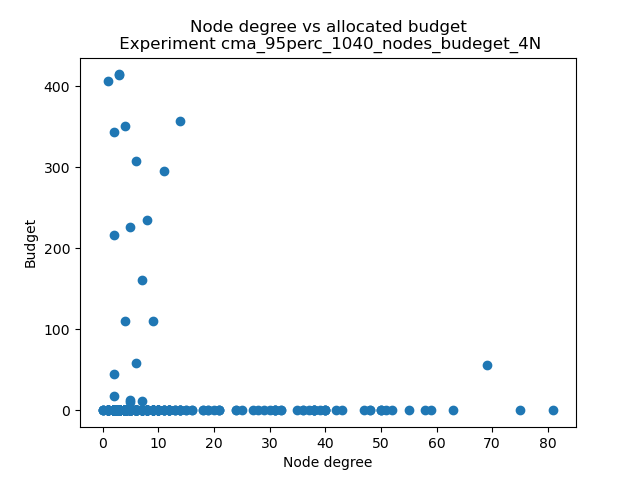 Node degree vs allocated budget
Experiment cma_95perc_1040_nodes_budeget_4N
400
300
200
100
0
Budget
0 10 20 30 40 50 60 70 80
Node degree